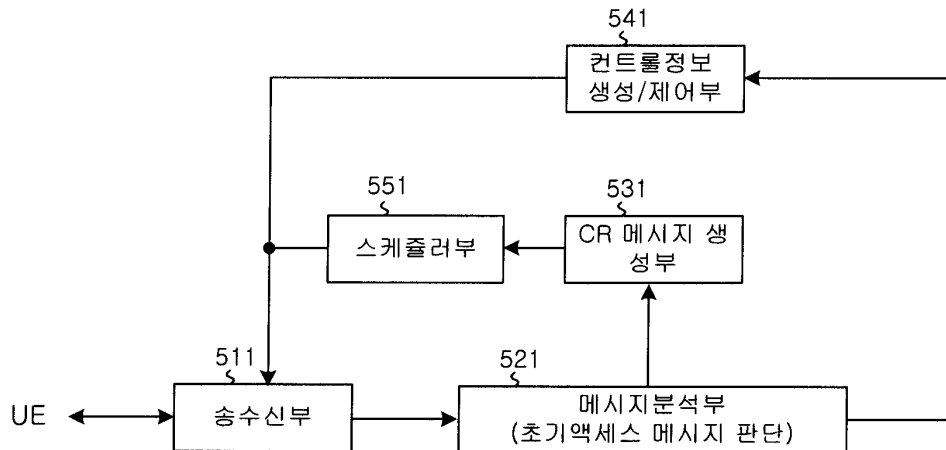 541
컨트롤정보
생성/제어부
551
531
스케쥴러부
CR 메시지 생
성부
511
521
UE
송수신부
메시지분석부
(초기액세스 메시지 판단)